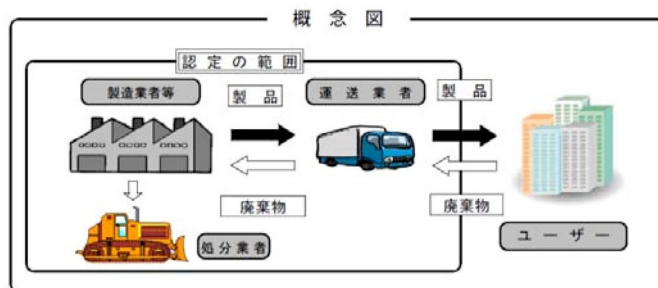 概念図
認定の範囲
製造業者等
製品
運送業者
製品
廃棄物
廃棄物
処分業者
ユーザー